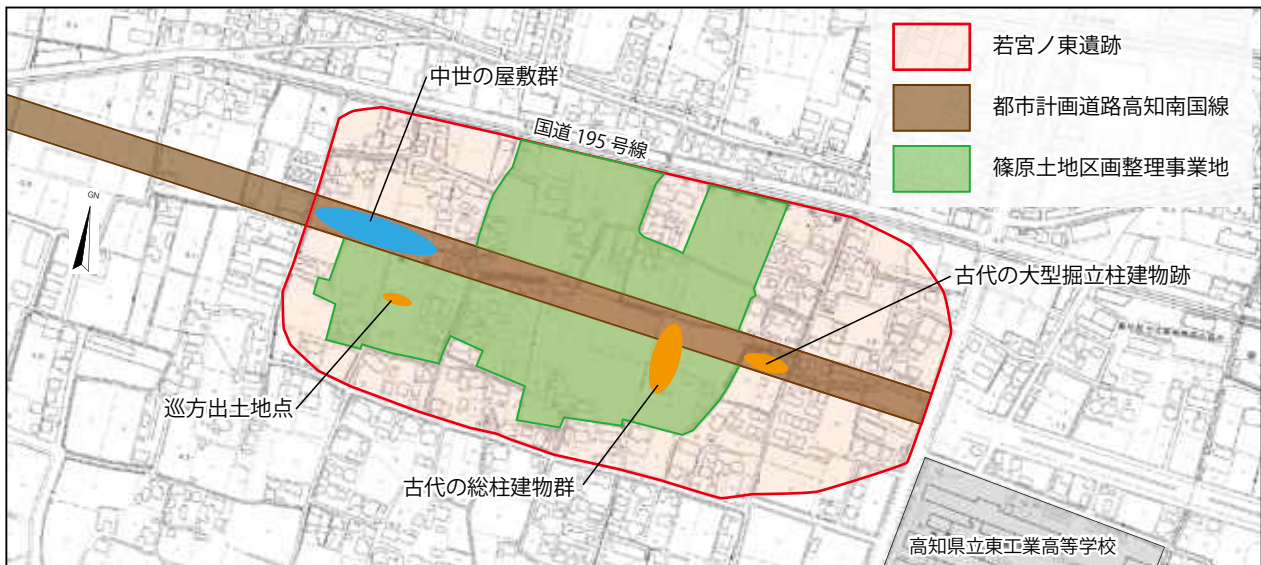 中世の屋敷群
国道 195 号線
若宮ノ東遺跡
都市計画道路高知南国線
篠原土地区画整理事業地
GN
古代の大型掘立柱建物跡
巡方出土地点
古代の総柱建物群
高知県立東工業高等学校